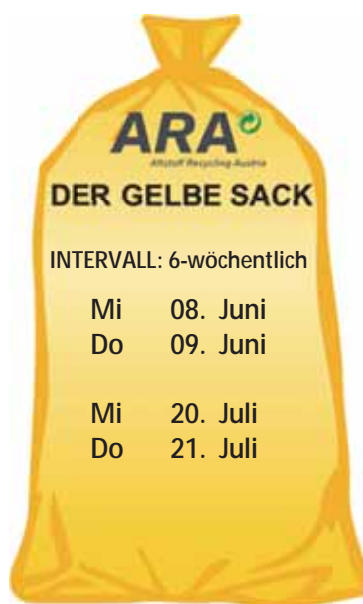 ARA
Altstoff Recycling Austria
DER GELBE SACK
INTERVALL: 6-wöchentlich
Mi 08. Juni
Do 09. Juni
Mi 20. Juli
Do 21. Juli